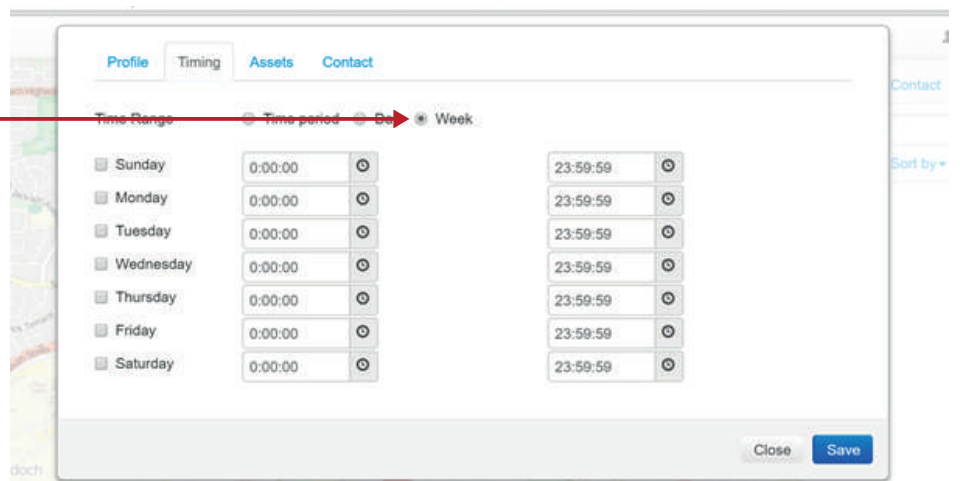 Profile Timing Assets Contact
Contact
Time Range Time period Day Week
Sunday 0:00:00 23:59:59
Sort by
Monday 0:00:00 23:59:59
Tuesday 0:00:00 23:59:59
Wednesday 0:00:00 23:59:59
Thursday 0:00:00 23:59:59
Friday 0:00:00 23:59:59
Saturday 0:00:00 23:59:59
Close Save
doch